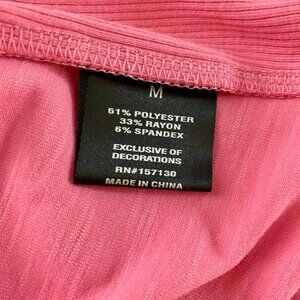 M
61% POLYESTER
33% RAYON
6% SPANDEX
EXCLUSIVE OF
DECORATIONS
RN#157130
MADE IN CHINA